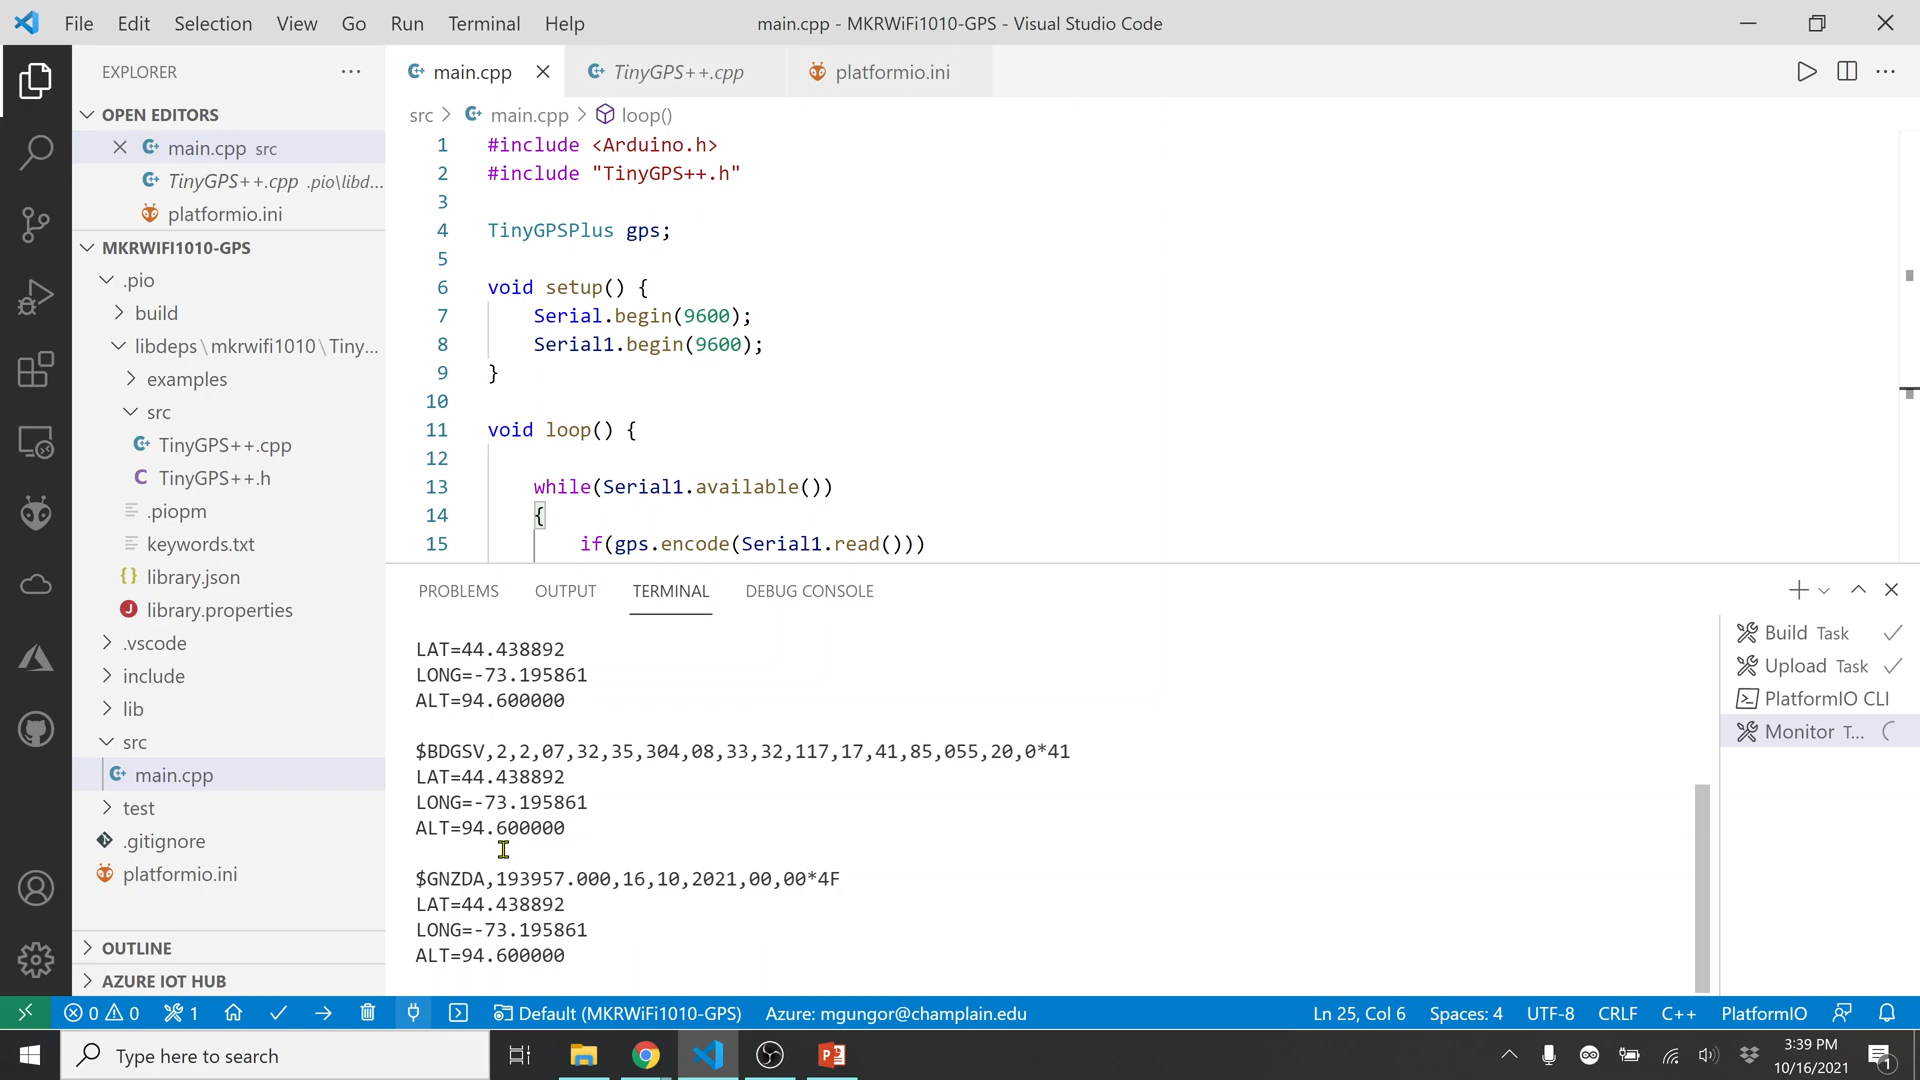 File Edit Selection View Go Run Terminal Help
main.cpp - MKRWiFi1010-GPS - Visual Studio Code
EXPLORER
OPEN EDITORS
main.cpp src
TinyGPS++.cpp .pio\libd...
platformio.ini
MKRWIFI1010-GPS
.pio
build
libdeps\mkrwifi1010\Tiny...
examples
src
TinyGPS++.cpp
TinyGPS++.h
.piopm
keywords.txt
library.json
library.properties
.vscode
include
lib
src
main.cpp
test
.gitignore
platformio.ini
OUTLINE
AZURE IOT HUB
main.cpp
TinyGPS++.cpp
platformio.ini
src > main.cpp > loop()
1 #include <Arduino.h>
2 #include "TinyGPS++.h"
3
4 TinyGPSPlus gps;
5
6 void setup() {
7 Serial.begin(9600);
8 Serial1.begin(9600);
9 }
10
11 void loop() {
12
13 while(Serial1.available())
14 {
15 if(gps.encode(Serial1.read()))
PROBLEMS OUTPUT TERMINAL DEBUG CONSOLE
LAT=44.438892
LONG=-73.195861
ALT=94.600000
$BDGSV,2,2,07,32,35,304,08,33,32,117,17,41,85,055,20,0*41
LAT=44.438892
LONG=-73.195861
ALT=94.600000
$GNZDA,193957.000,16,10,2021,00,00*4F
LAT=44.438892
LONG=-73.195861
ALT=94.600000
Build Task
Upload Task
PlatformIO CLI
Monitor T...
0 0 1 Default (MKRWiFi1010-GPS) Azure: mgungor@champlain.edu Ln 25, Col 6 Spaces: 4 UTF-8 CRLF C++ PlatformIO
Type here to search
3:39 PM
10/16/2021
1